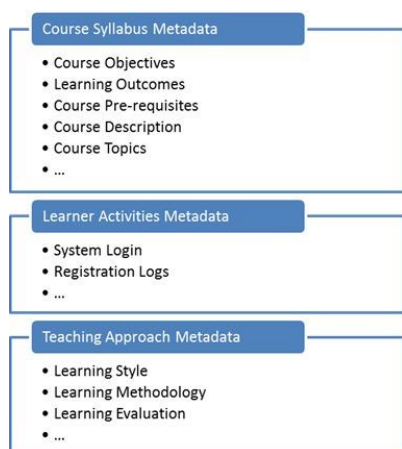 Course Syllabus Metadata
• Course Objectives
• Learning Outcomes
• Course Pre-requisites
• Course Description
• Course Topics
• ...
Learner Activities Metadata
• System Login
• Registration Logs
• ...
Teaching Approach Metadata
• Learning Style
• Learning Methodology
• Learning Evaluation
• ...